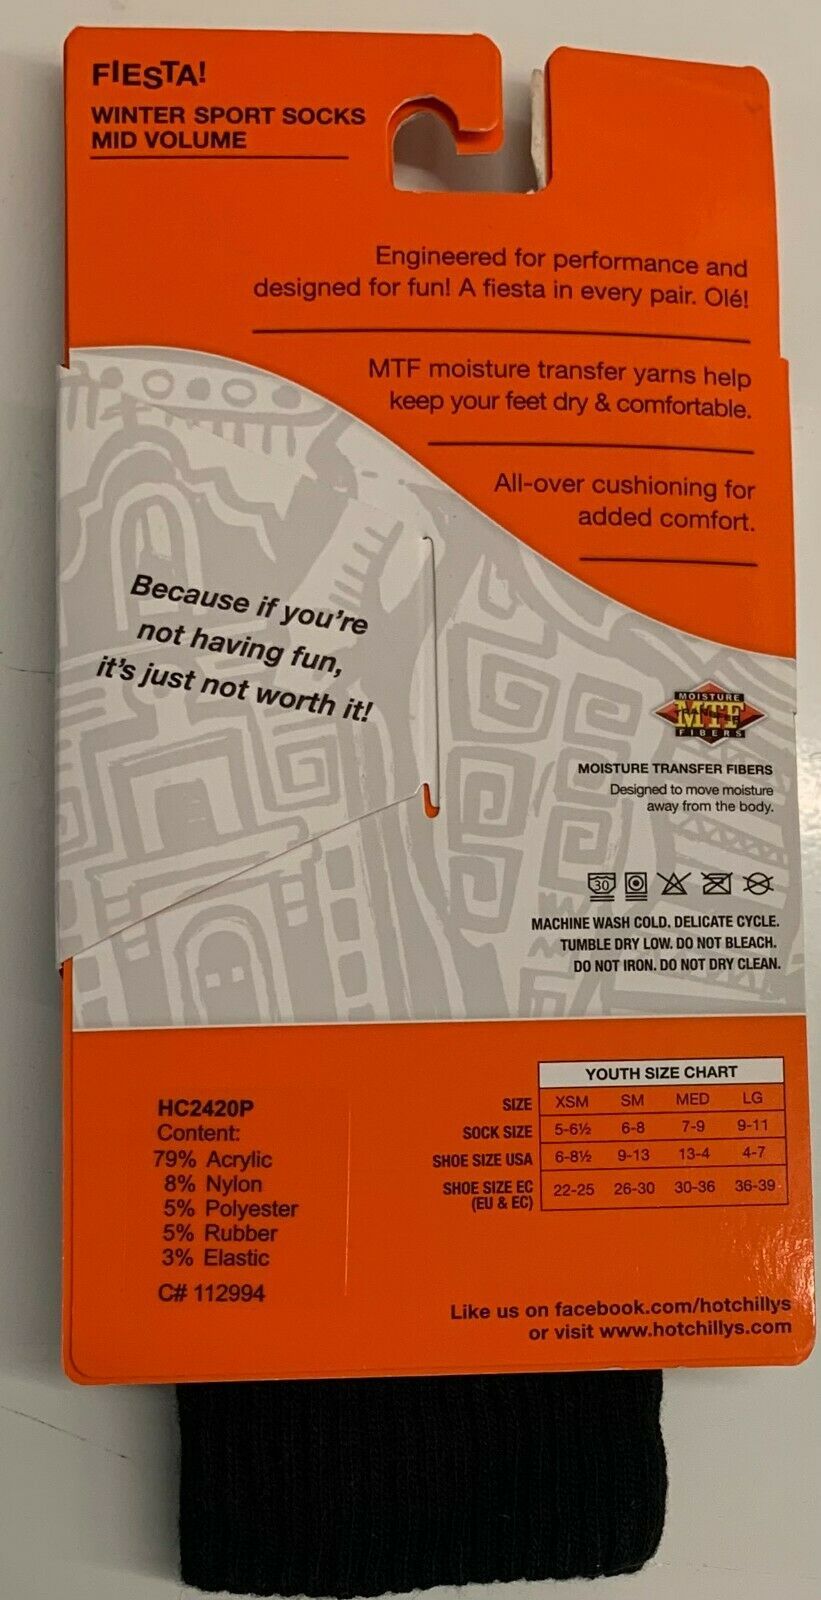 FIESTA!
WINTER SPORT SOCKS
MID VOLUME
Engineered for performance and
designed for fun! A fiesta in every pair. Olé!
MTF moisture transfer yarns help
keep your feet dry & comfortable.
All-over cushioning for
added comfort.
Because if you're
not having fun,
it's just not worth it!
MOISTURE
MTF
TRANSFER
FIBERS
MOISTURE TRANSFER FIBERS
Designed to move moisture
away from the body.
30
MACHINE WASH COLD. DELICATE CYCLE.
TUMBLE DRY LOW. DO NOT BLEACH.
DO NOT IRON. DO NOT DRY CLEAN.
HC2420P
Content:
79% Acrylic
8% Nylon
5% Polyester
5% Rubber
3% Elastic
C# 112994
YOUTH SIZE CHART
SIZE XSM SM MED LG
SOCK SIZE 5-6½ 6-8 7-9 9-11
SHOE SIZE USA 6-8½ 9-13 13-4 4-7
SHOE SIZE EC 22-25 26-30 30-36 36-39
(EU & EC)
Like us on facebook.com/hotchillys
or visit www.hotchillys.com